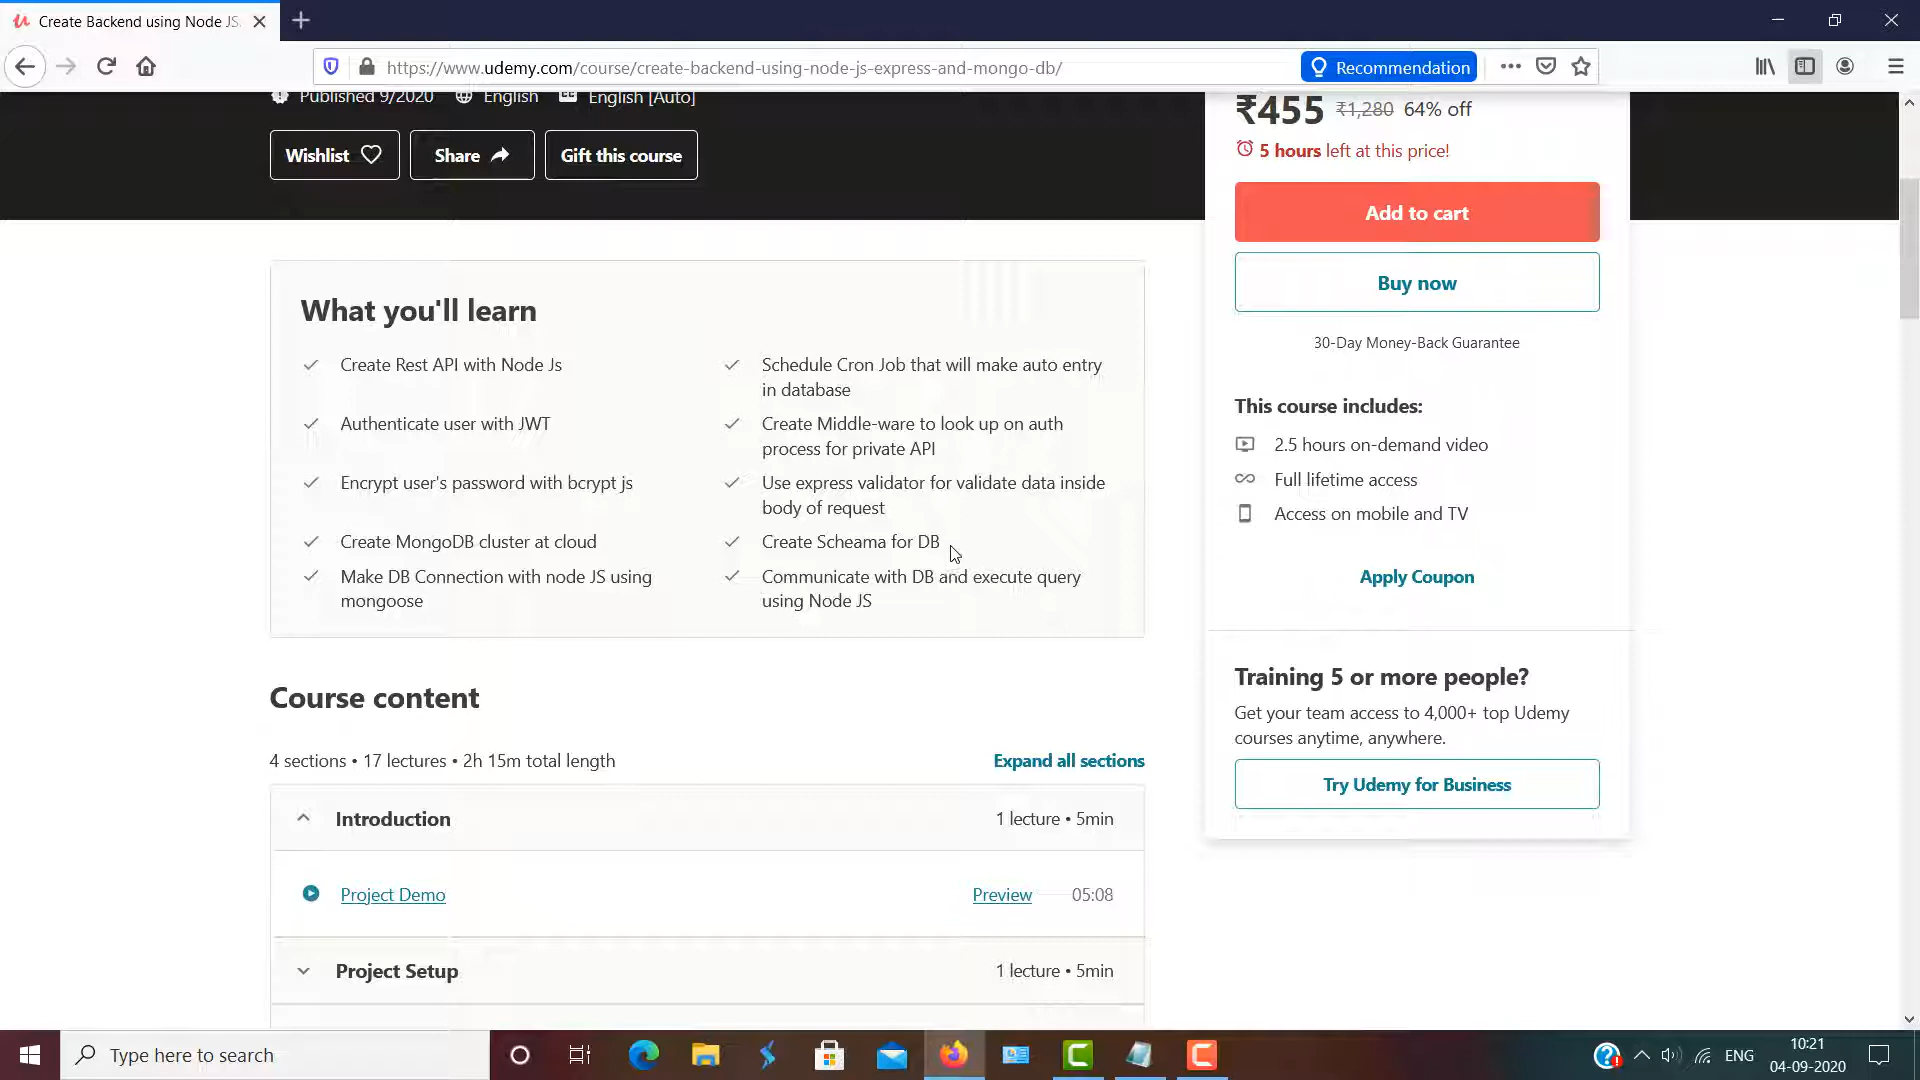 Create Backend using Node JS
https://www.udemy.com/course/create-backend-using-node-js-express-and-mongo-db/
Recommendation
Published 9/2020 English English [Auto]
Wishlist
Share
Gift this course
₹455 ₹1,280 64% off
5 hours left at this price!
Add to cart
Buy now
30-Day Money-Back Guarantee
This course includes:
2.5 hours on-demand video
Full lifetime access
Access on mobile and TV
Apply Coupon
Training 5 or more people?
Get your team access to 4,000+ top Udemy
courses anytime, anywhere.
Try Udemy for Business
What you'll learn
Create Rest API with Node Js
Authenticate user with JWT
Encrypt user's password with bcrypt js
Create MongoDB cluster at cloud
Make DB Connection with node JS using
mongoose
Schedule Cron Job that will make auto entry
in database
Create Middle-ware to look up on auth
process for private API
Use express validator for validate data inside
body of request
Create Scheama for DB
Communicate with DB and execute query
using Node JS
Course content
4 sections • 17 lectures • 2h 15m total length
Expand all sections
Introduction
1 lecture • 5min
Project Demo
Preview
05:08
Project Setup
1 lecture • 5min
Type here to search
ENG
10:21
04-09-2020